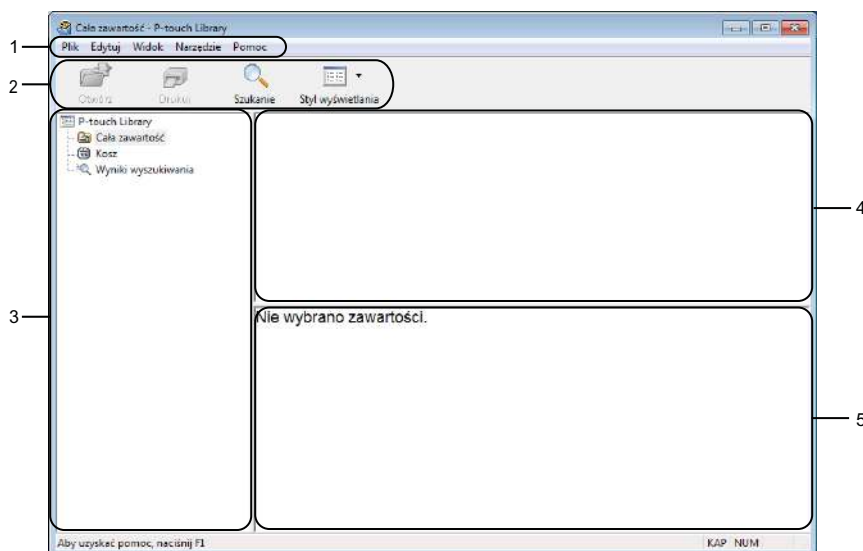 Cała zawartość - P-touch Library
1
Plik Edytuj Widok Narzędzie Pomoc
2
Otwórz Drukuj Szukanie Styl wyświetlania
P-touch Library
Cała zawartość
Kosz
Wyniki wyszukiwania
4
3
Nie wybrano zawartości.
5
Aby uzyskać pomoc, naciśnij F1 KAP NUM